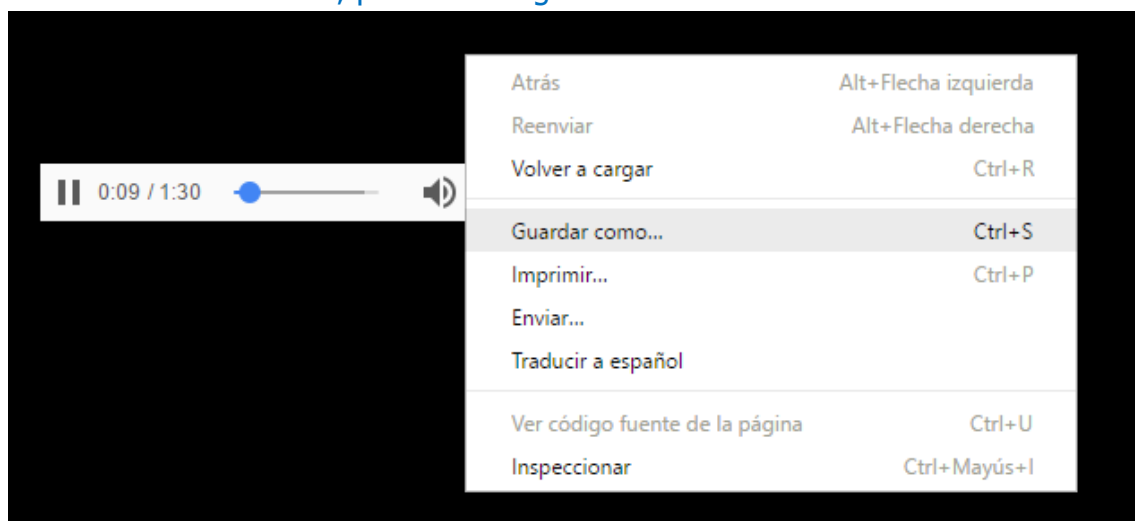 Atrás Alt+Flecha izquierda
Reenviar Alt+Flecha derecha
Volver a cargar Ctrl+R
0:09 / 1:30
Guardar como... Ctrl+S
Imprimir... Ctrl+P
Enviar...
Traducir a español
Ver código fuente de la página Ctrl+U
Inspeccionar Ctrl+Mayús+I